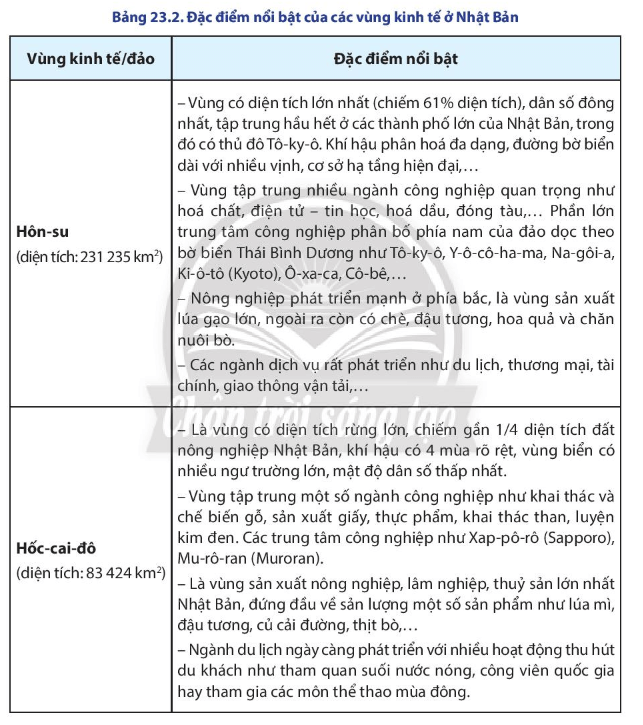 Bảng 23.2. Đặc điểm nổi bật của các vùng kinh tế ở Nhật Bản
Vùng kinh tế/đảo
Đặc điểm nổi bật
Hôn-su
(diện tích: 231 235 km²)
– Vùng có diện tích lớn nhất (chiếm 61% diện tích), dân số đông
nhất, tập trung hầu hết ở các thành phố lớn của Nhật Bản, trong
đó có thủ đô Tô-ky-ô. Khí hậu phân hoá đa dạng, đường bờ biển
dài với nhiều vịnh, cơ sở hạ tầng hiện đại,…
– Vùng tập trung nhiều ngành công nghiệp quan trọng như
hoá chất, điện tử – tin học, hoá dầu, đóng tàu,… Phần lớn
trung tâm công nghiệp phân bố phía nam của đảo dọc theo
bờ biển Thái Bình Dương như Tô-ky-ô, Y-ô-cô-ha-ma, Na-gôi-a,
Ki-ô-tô (Kyoto), Ô-xa-ca, Cô-bê,…
– Nông nghiệp phát triển mạnh ở phía bắc, là vùng sản xuất
lúa gạo lớn, ngoài ra còn có chè, đậu tương, hoa quả và chăn
nuôi bò.
– Các ngành dịch vụ rất phát triển như du lịch, thương mại, tài
chính, giao thông vận tải,…
Chân trời sáng tạo
Hốc-cai-đô
(diện tích: 83 424 km²)
– Là vùng có diện tích rừng lớn, chiếm gần 1/4 diện tích đất
nông nghiệp Nhật Bản, khí hậu có 4 mùa rõ rệt, vùng biển có
nhiều ngư trường lớn, mật độ dân số thấp nhất.
– Vùng tập trung một số ngành công nghiệp như khai thác và
chế biến gỗ, sản xuất giấy, thực phẩm, khai thác than, luyện
kim đen. Các trung tâm công nghiệp như Xap-pô-rô (Sapporo),
Mu-rô-ran (Muroran).
– Là vùng sản xuất nông nghiệp, lâm nghiệp, thuỷ sản lớn nhất
Nhật Bản, đứng đầu về sản lượng một số sản phẩm như lúa mì,
đậu tương, củ cải đường, thịt bò,…
– Ngành du lịch ngày càng phát triển với nhiều hoạt động thu hút
du khách như tham quan suối nước nóng, công viên quốc gia
hay tham gia các môn thể thao mùa đông.